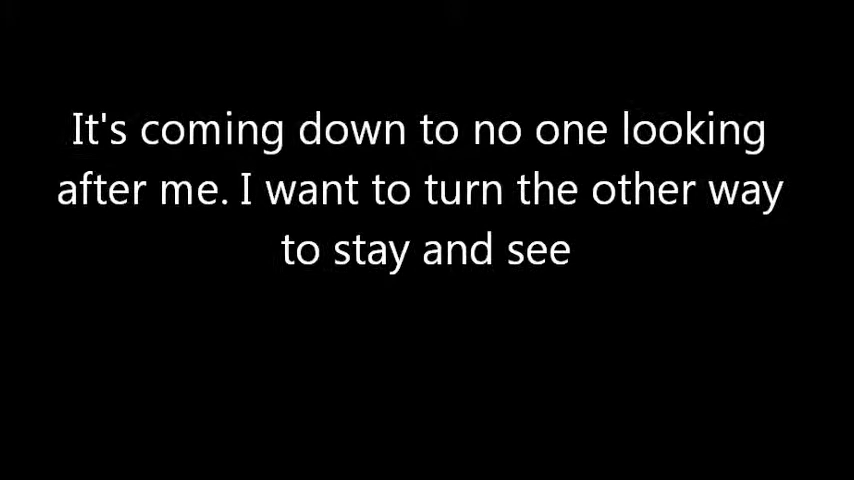 It's coming down to no one looking
after me. I want to turn the other way
to stay and see